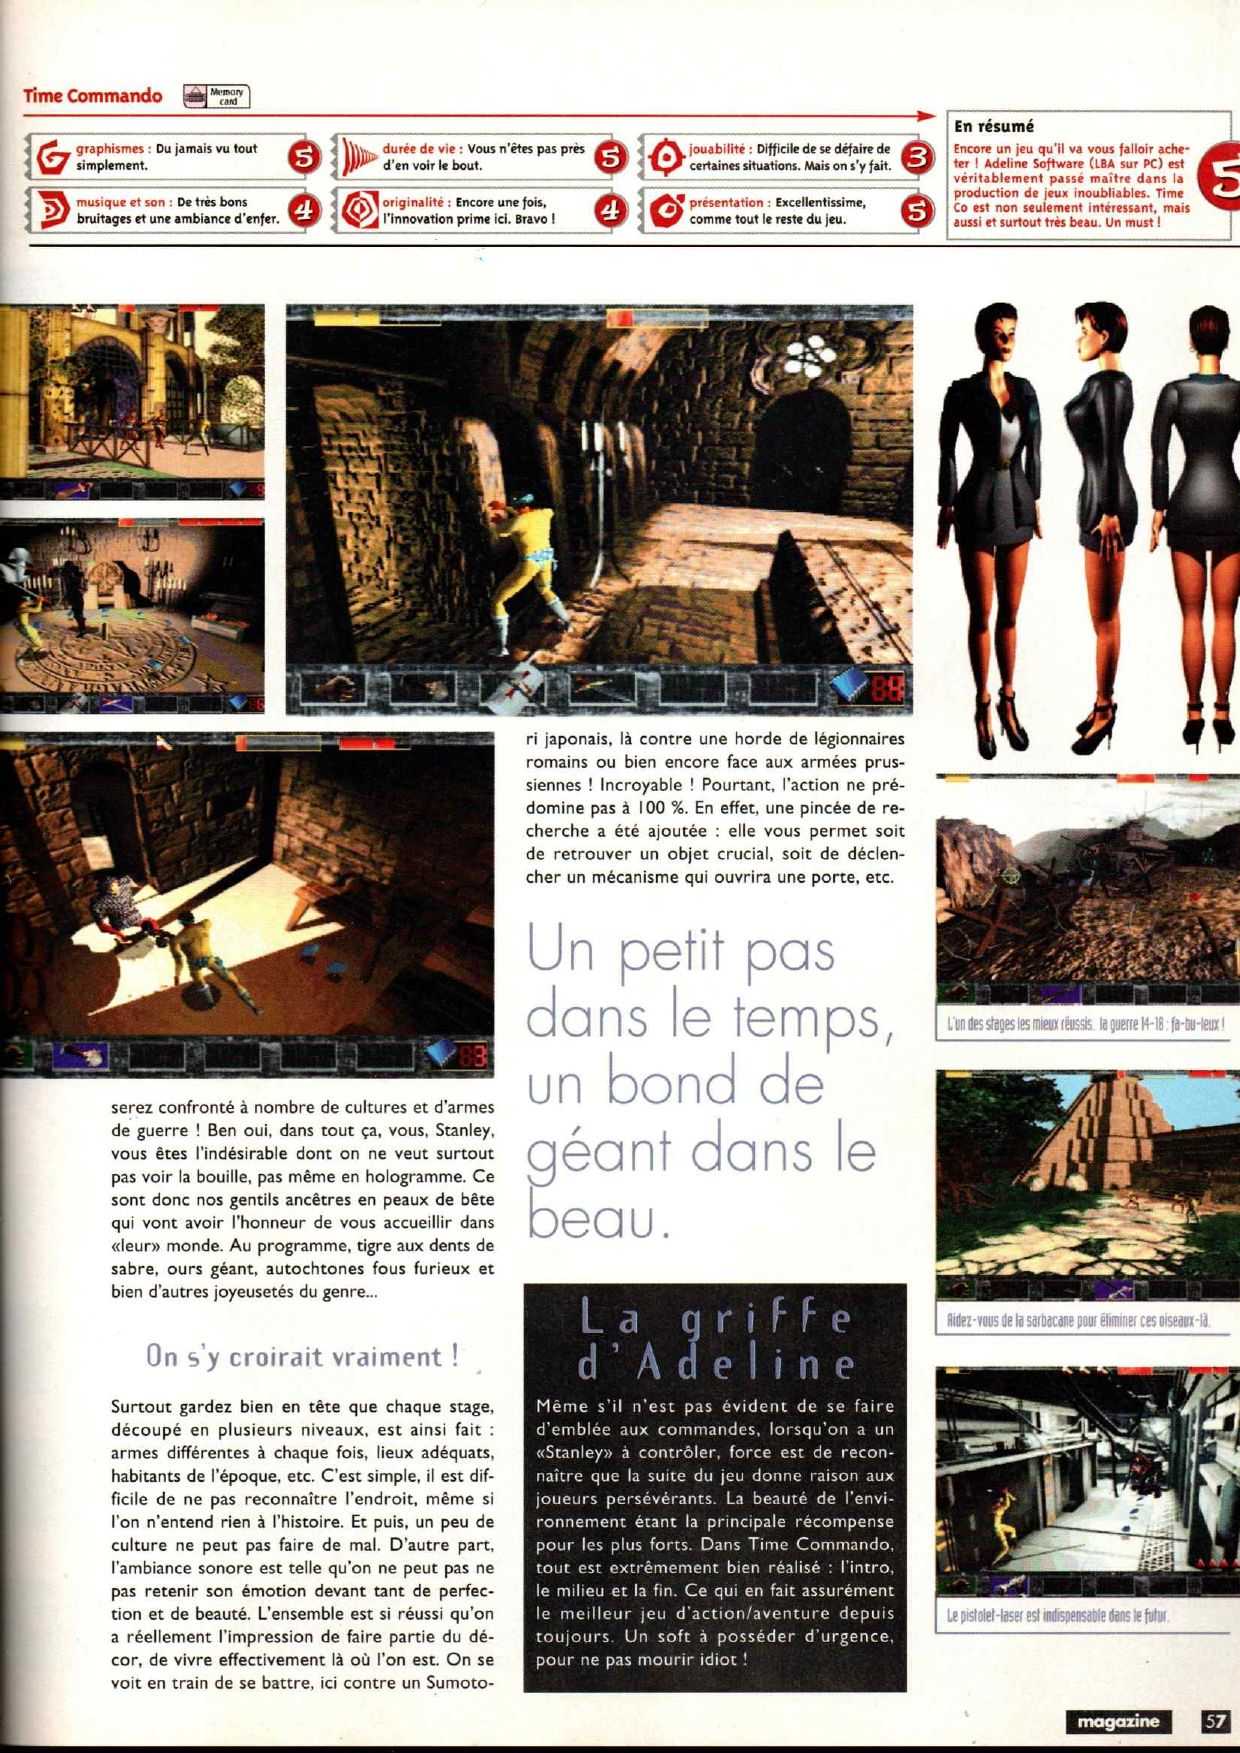 Time Commando
Memory
card
graphismes : Du jamais vu tout
simplement.
5
durée de vie : Vous n'êtes pas près
d'en voir le bout.
5
jouabilité : Difficile de se défaire de
certaines situations. Mais on s'y fait.
3
musique et son : De très bons
bruitages et une ambiance d'enfer.
4
originalité : Encore une fois,
l'innovation prime ici. Bravo !
4
présentation : Excellentissime,
comme tout le reste du jeu.
5
En résumé
Encore un jeu qu'il va vous falloir ache-
ter ! Adeline Software (LBA sur PC) est
véritablement passé maître dans la
production de jeux inoubliables. Time
Co est non seulement intéressant, mais
aussi et surtout très beau. Un must !
5
88
88
serez confronté à nombre de cultures et d'armes
de guerre ! Ben oui, dans tout ça, vous, Stanley,
vous êtes l'indésirable dont on ne veut surtout
pas voir la bouille, pas même en hologramme. Ce
sont donc nos gentils ancêtres en peaux de bête
qui vont avoir l'honneur de vous accueillir dans
«leur» monde. Au programme, tigre aux dents de
sabre, ours géant, autochtones fous furieux et
bien d'autres joyeusetés du genre...
On s'y croirait vraiment !
Surtout gardez bien en tête que chaque stage,
découpé en plusieurs niveaux, est ainsi fait :
armes différentes à chaque fois, lieux adéquats,
habitants de l'époque, etc. C'est simple, il est dif-
ficile de ne pas reconnaître l'endroit, même si
l'on n'entend rien à l'histoire. Et puis, un peu de
culture ne peut pas faire de mal. D'autre part,
l'ambiance sonore est telle qu'on ne peut pas ne
pas retenir son émotion devant tant de perfec-
tion et de beauté. L'ensemble est si réussi qu'on
a réellement l'impression de faire partie du dé-
cor, de vivre effectivement là où l'on est. On se
voit en train de se battre, ici contre un Sumoto-
ri japonais, là contre une horde de légionnaires
romains ou bien encore face aux armées prus-
siennes ! Incroyable ! Pourtant, l'action ne pré-
domine pas à 100 %. En effet, une pincée de re-
cherche a été ajoutée : elle vous permet soit
de retrouver un objet crucial, soit de déclen-
cher un mécanisme qui ouvrira une porte, etc.
Un petit pas
dans le temps,
un bond de
géant dans le
beau.
La griffe
d'Adeline
Même s'il n'est pas évident de se faire
d'emblée aux commandes, lorsqu'on a un
«Stanley» à contrôler, force est de recon-
naître que la suite du jeu donne raison aux
joueurs persévérants. La beauté de l'envi-
ronnement étant la principale récompense
pour les plus forts. Dans Time Commando,
tout est extrêmement bien réalisé : l'intro,
le milieu et la fin. Ce qui en fait assurément
le meilleur jeu d'action/aventure depuis
toujours. Un soft à posséder d'urgence,
pour ne pas mourir idiot !
L'un des stages les mieux réussis, la guerre 14-18 : fa-bu-leux !
Aidez-vous de la sarbacane pour éliminer ces oiseaux-là.
Le pistolet-laser est indispensable dans le futur.
magazine
57